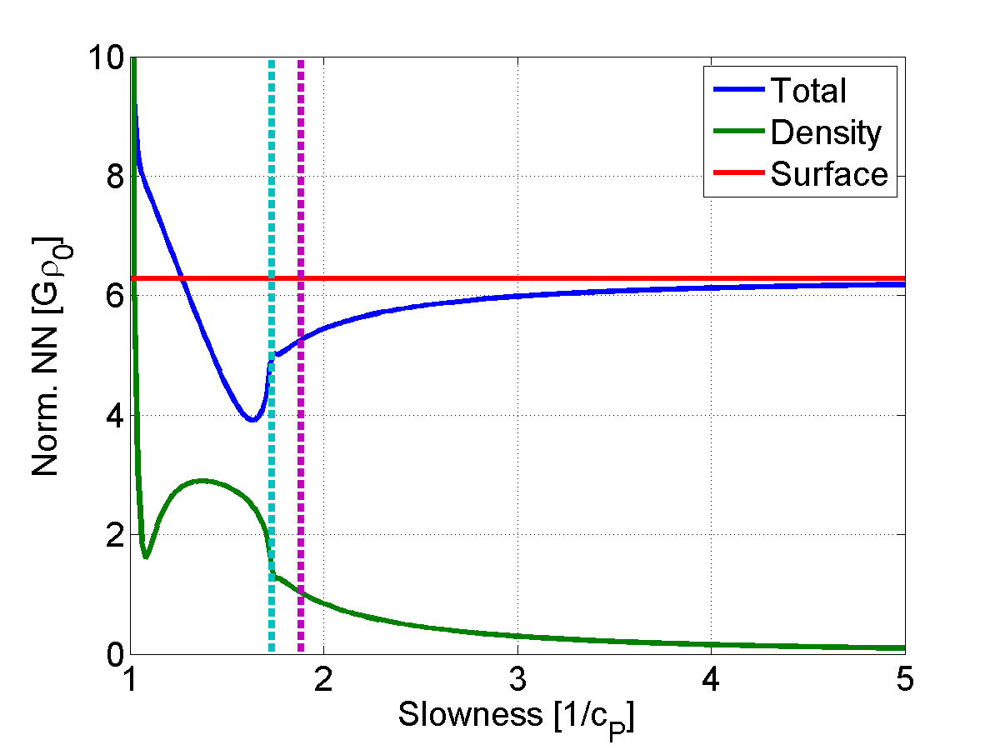 10
8
6
4
2
0
1
2
3
4
5
Norm. NN [Gρ₀]
Slowness [1/c_P]
Total
Density
Surface